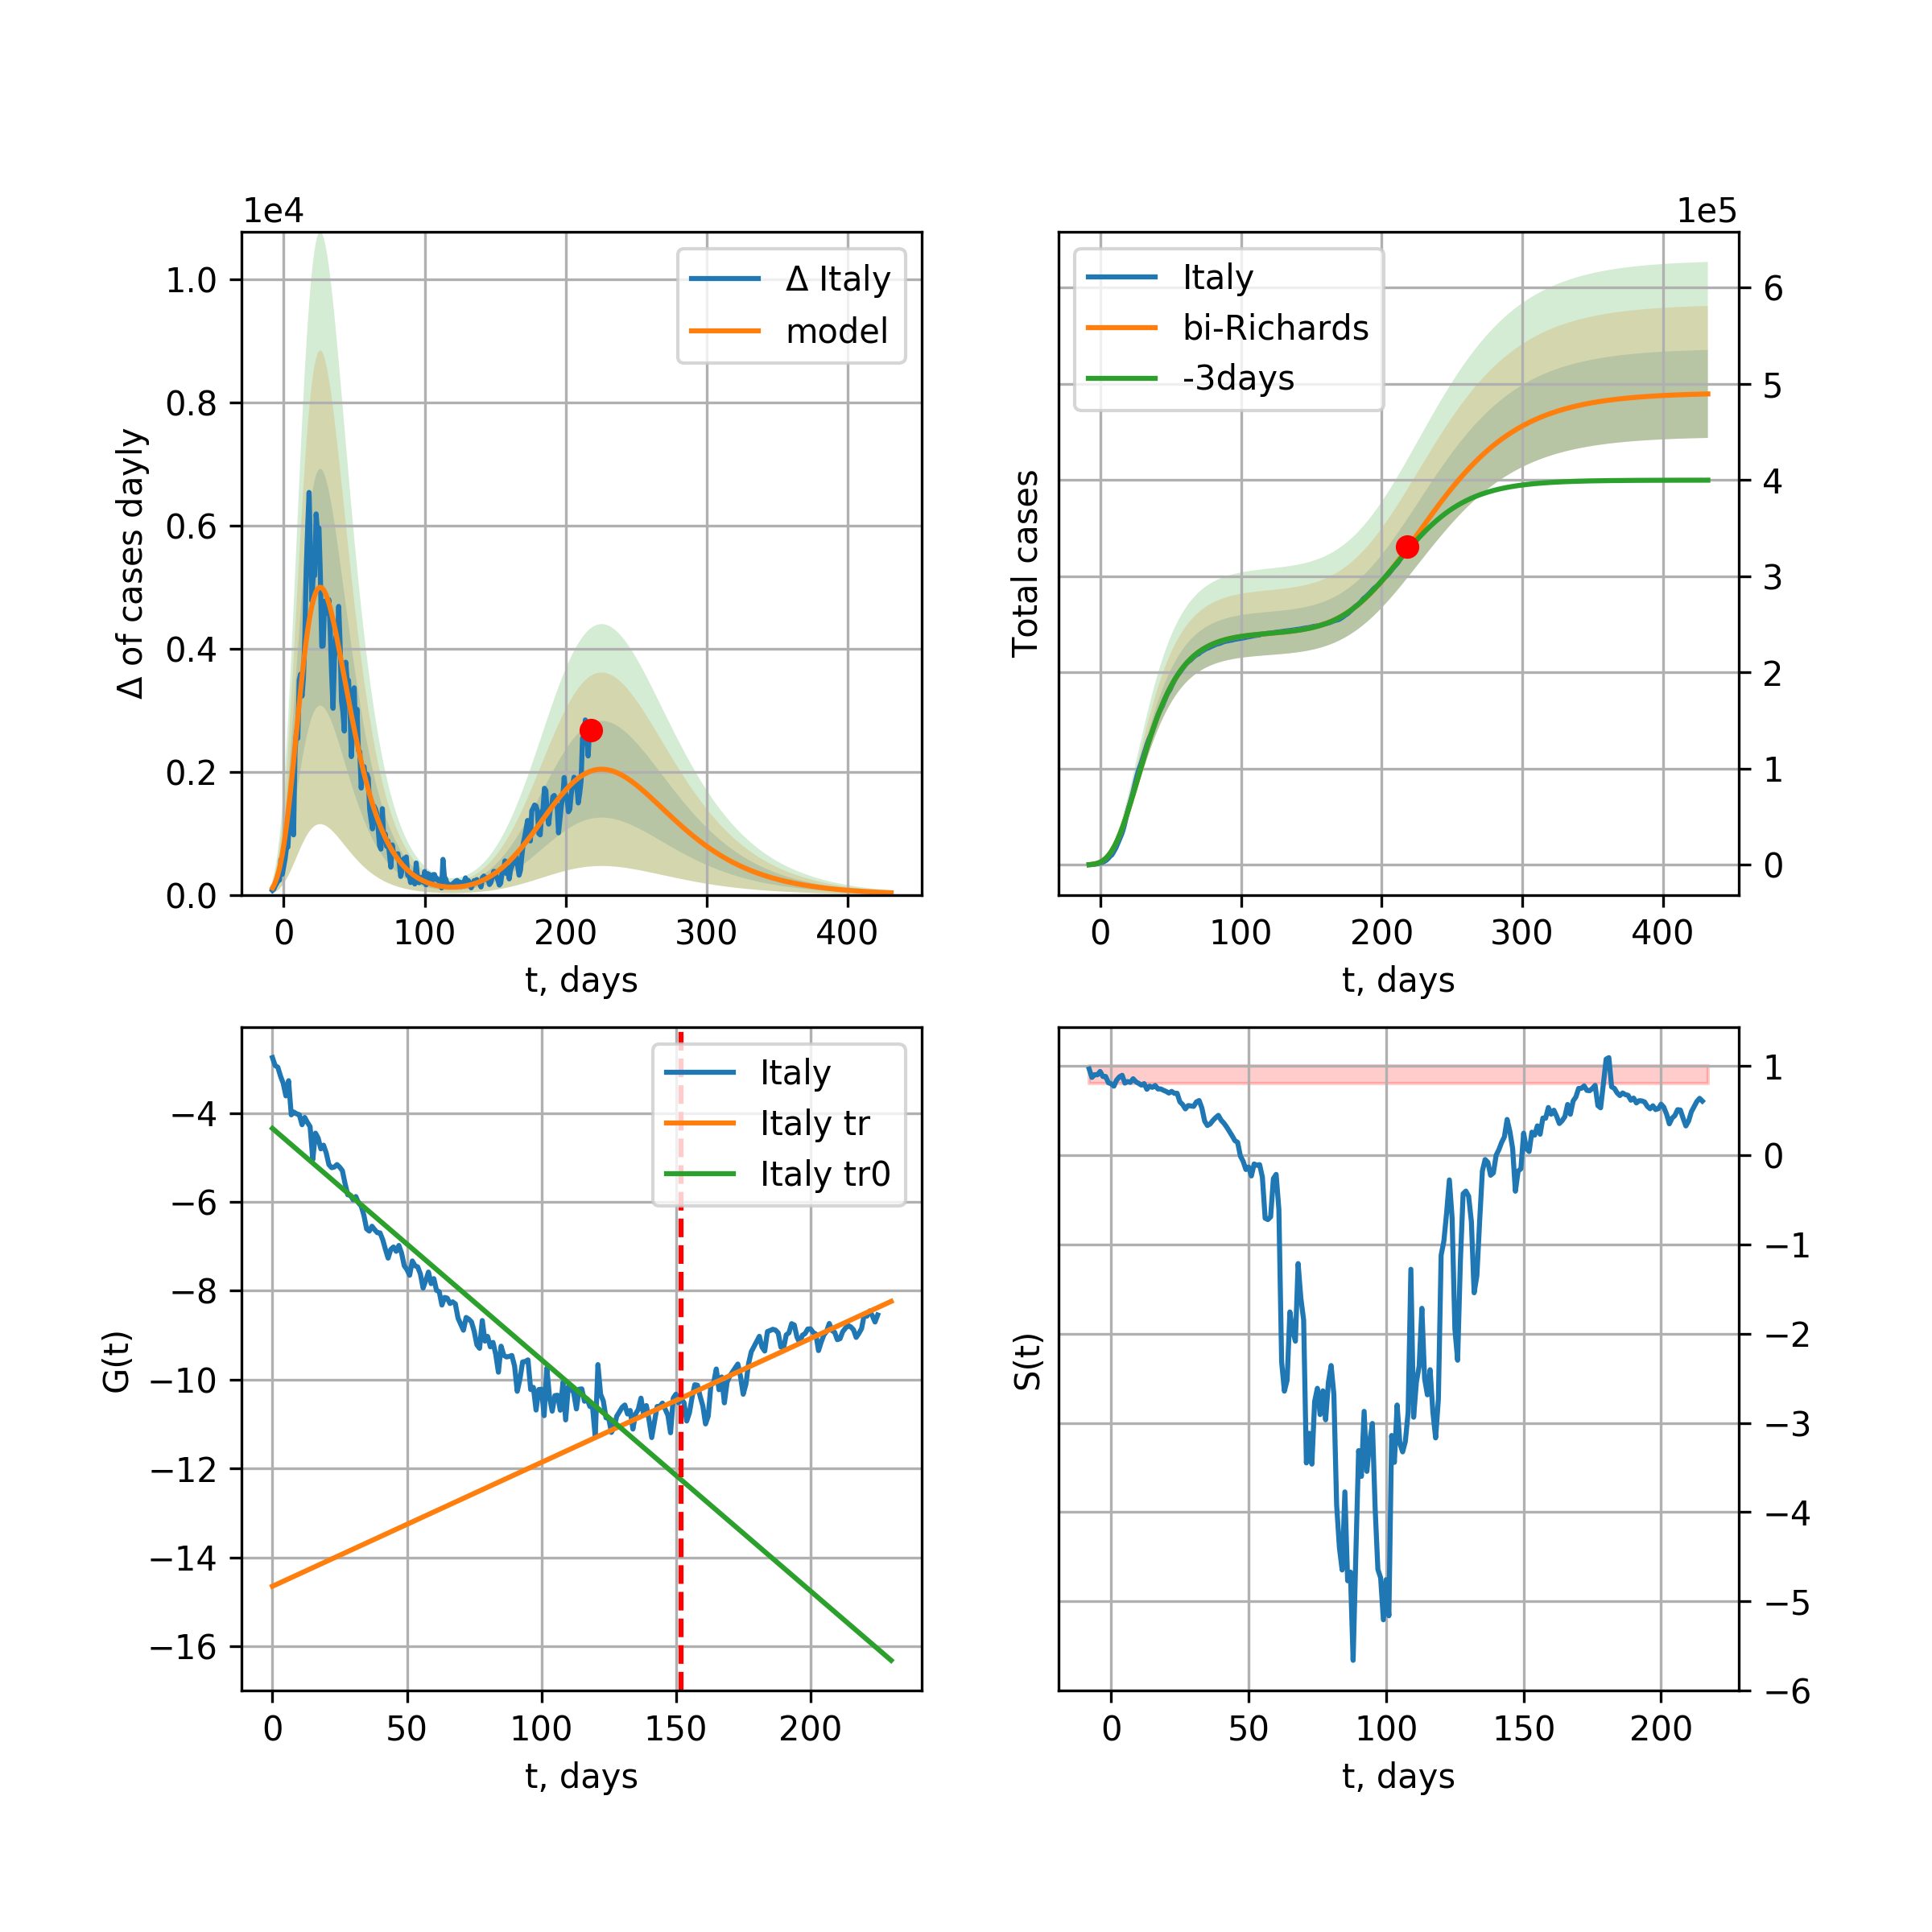 1e4
Δ of cases dayly
1.0
0.8
0.6
0.4
0.2
0.0
Δ Italy
model
0 100 200 300 400
t, days
1e5
Total cases
Italy
bi-Richards
-3days
6
5
4
3
2
1
0
0 100 200 300 400
t, days
G(t)
−4
−6
−8
−10
−12
−14
−16
Italy
Italy tr
Italy tr0
0 50 100 150 200
t, days
S(t)
1
0
−1
−2
−3
−4
−5
−6
0 50 100 150 200
t, days